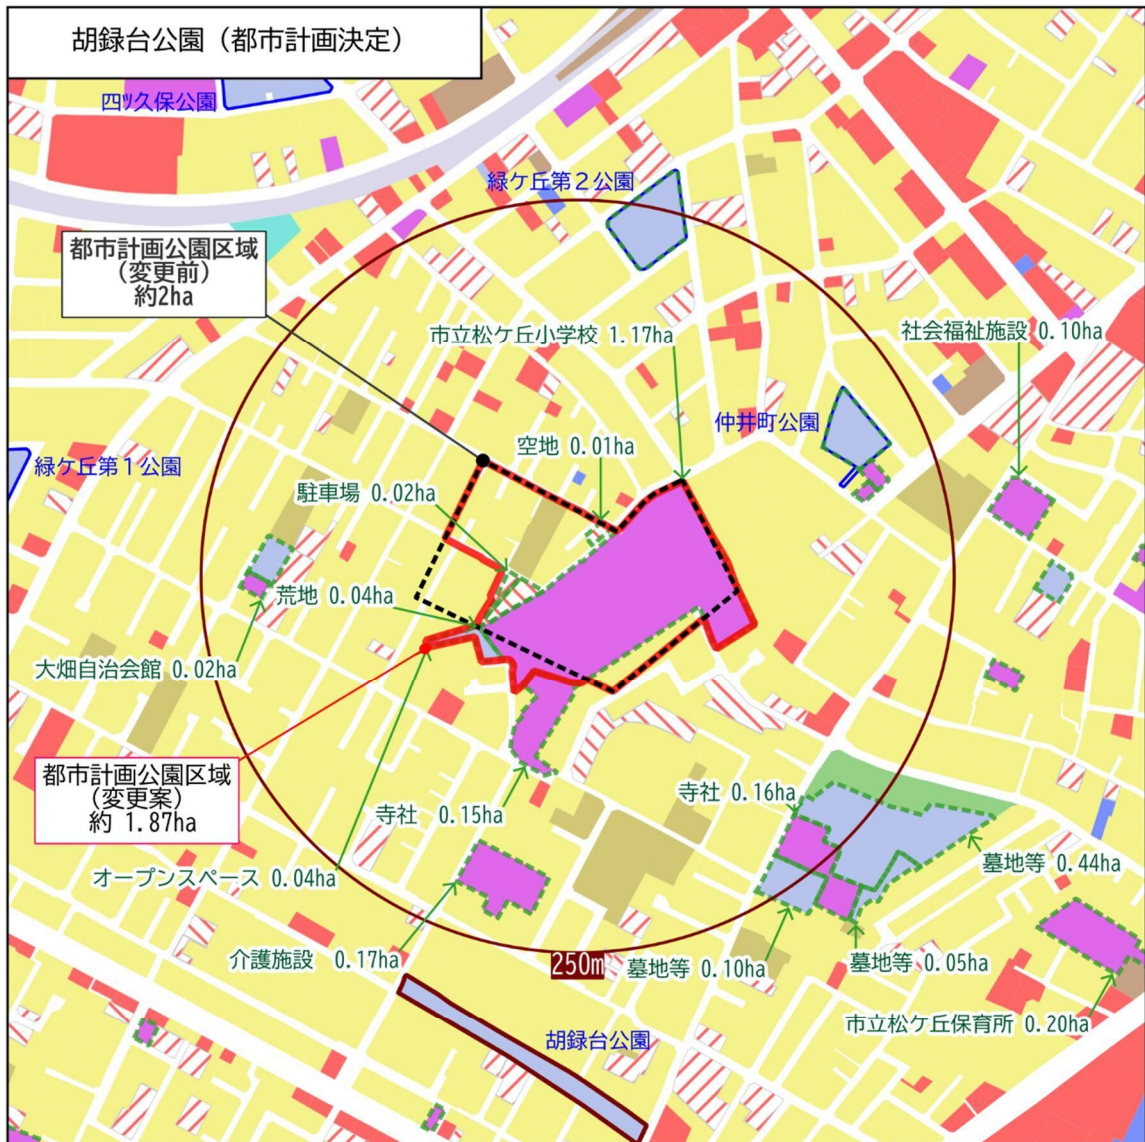 胡録台公園（都市計画決定）
四ツ久保公園
緑ケ丘第２公園
都市計画公園区域
（変更前）
約2ha
市立松ケ丘小学校 1.17ha
社会福祉施設 0.10ha
仲井町公園
空地 0.01ha
緑ケ丘第１公園
駐車場 0.02ha
荒地 0.04ha
大畑自治会館 0.02ha
都市計画公園区域
（変更案）
約 1.87ha
寺社 0.16ha
寺社 0.15ha
墓地等 0.44ha
オープンスペース 0.04ha
介護施設 0.17ha
250m
墓地等 0.10ha
墓地等 0.05ha
市立松ケ丘保育所 0.20ha
胡録台公園